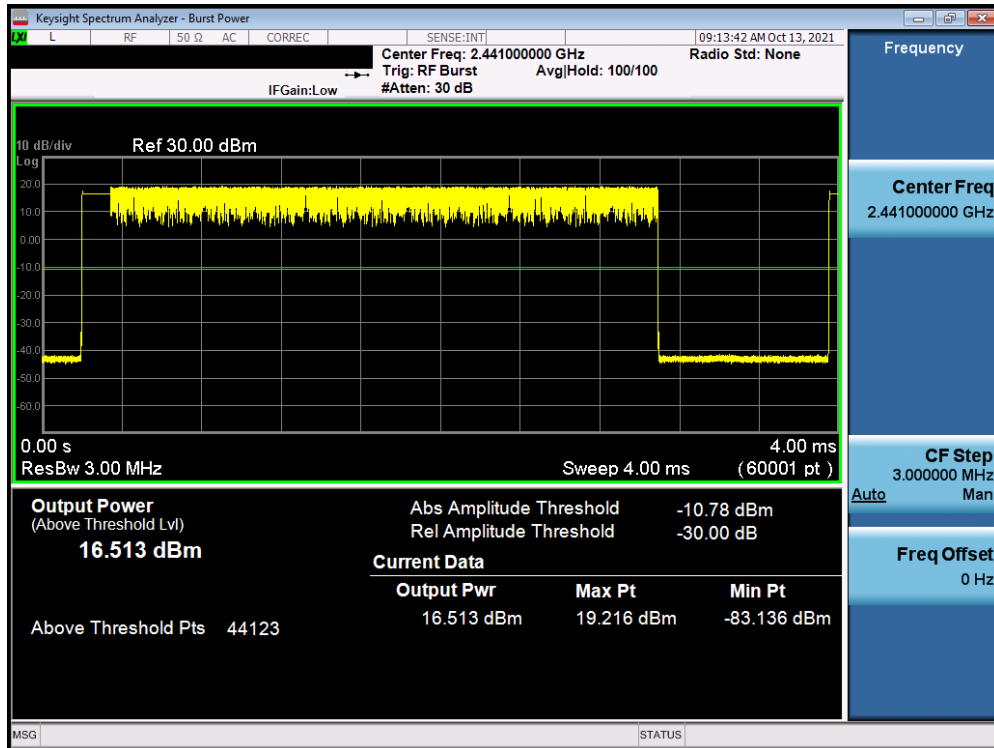 Keysight Spectrum Analyzer - Burst Power
LXI L RF 50 Ω AC CORREC SENSE:INT 09:13:42 AM Oct 13, 2021
Center Freq: 2.441000000 GHz Radio Std: None
Trig: RF Burst Avg|Hold: 100/100
IFGain:Low #Atten: 30 dB
10 dB/div Ref 30.00 dBm
Log
20.0
10.0
0.00
-10.0
-20.0
-30.0
-40.0
-50.0
-60.0
0.00 s 4.00 ms
ResBw 3.00 MHz Sweep 4.00 ms (60001 pt)
Output Power
(Above Threshold Lvl)
16.513 dBm
Above Threshold Pts 44123
Abs Amplitude Threshold -10.78 dBm
Rel Amplitude Threshold -30.00 dB
Current Data
Output Pwr Max Pt Min Pt
16.513 dBm 19.216 dBm -83.136 dBm
Frequency
Center Freq
2.441000000 GHz
CF Step
3.000000 MHz
Auto Man
Freq Offset
0 Hz
MSG STATUS